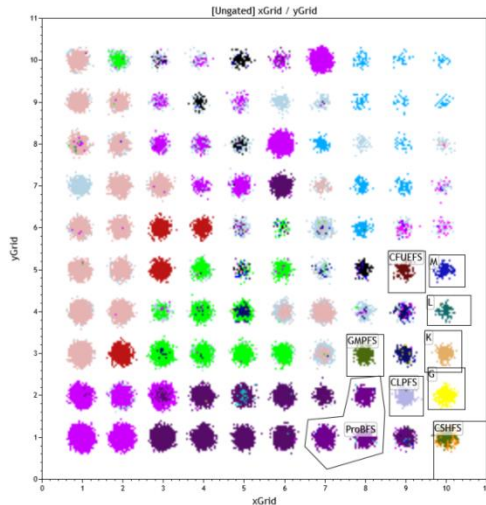 [Ungated] xGrid / yGrid
11
10
9
8
7
6
5
4
3
2
1
0
yGrid
CFUEFS
M
L
GMPFS
K
CLPFS
G
ProBFS
CSHFS
0 1 2 3 4 5 6 7 8 9 10 11
xGrid